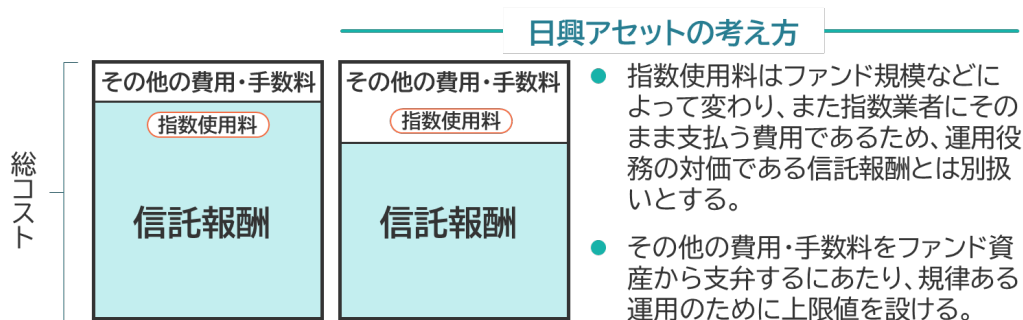 日興アセットの考え方
総コスト
その他の費用・手数料
指数使用料
信託報酬
その他の費用・手数料
指数使用料
信託報酬
● 指数使用料はファンド規模などに
よって変わり、また指数業者にその
まま支払う費用であるため、運用役
務の対価である信託報酬とは別扱
いとする。
● その他の費用・手数料をファンド資
産から支弁するにあたり、規律ある
運用のために上限値を設ける。